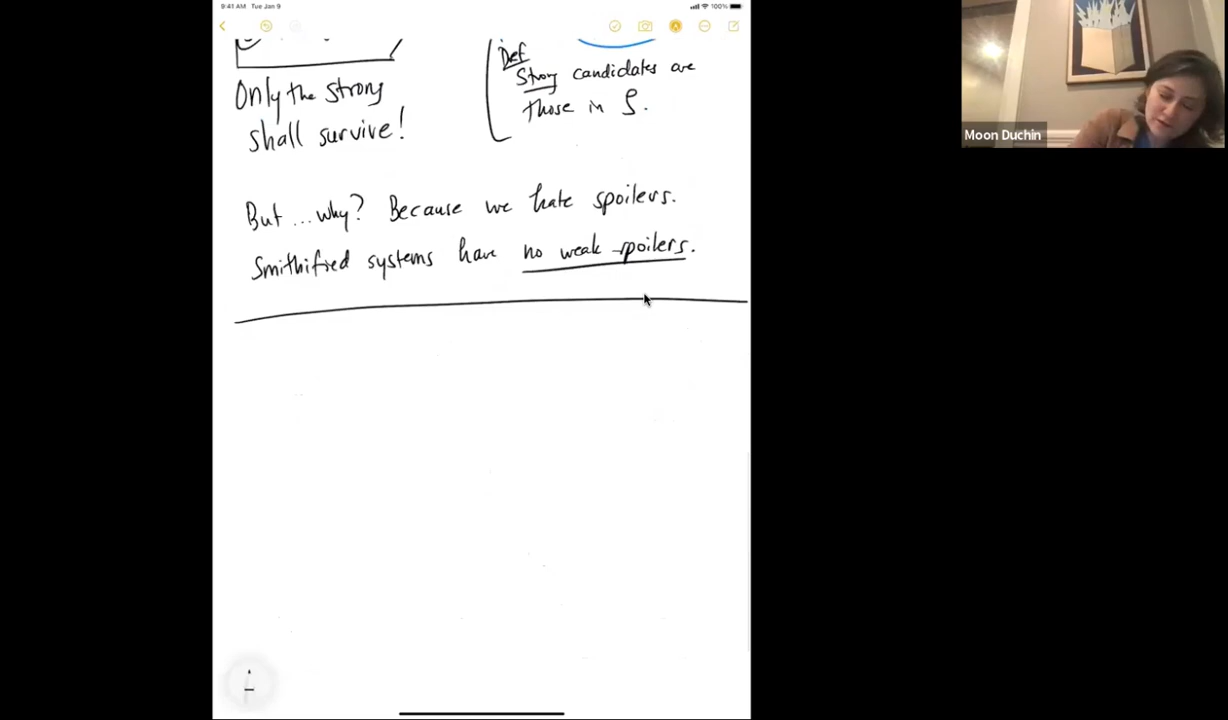 9:41 AM Tue Jan 9
100%
Only the strong
shall survive!
Def
Strong candidates are
those in S.
But ... why? Because we hate spoilers.
Smithified systems have no weak spoilers.
Moon Duchin